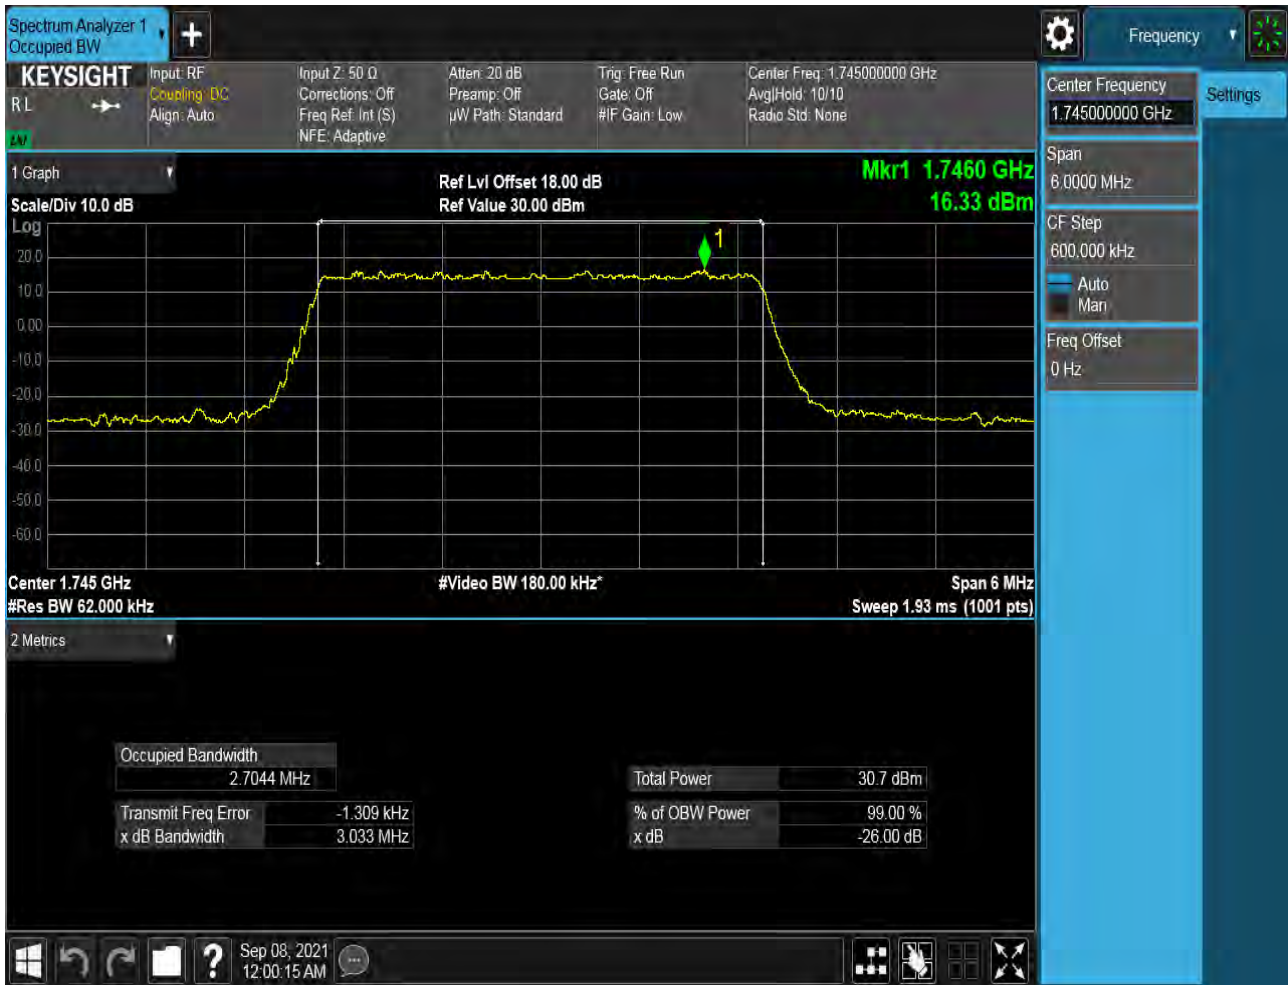 Spectrum Analyzer 1
Occupied BW
Frequency
KEYSIGHT
R L
Input: RF
Coupling: DC
Align: Auto
Input Z: 50 Ω
Corrections: Off
Freq Ref: Int (S)
NFE: Adaptive
Atten: 20 dB
Preamp: Off
µW Path: Standard
Trig: Free Run
Gate: Off
#IF Gain: Low
Center Freq: 1.745000000 GHz
Avg|Hold: 10/10
Radio Std: None
Center Frequency
1.745000000 GHz
Settings
Span
6.0000 MHz
CF Step
600.000 kHz
Auto
Man
Freq Offset
0 Hz
1 Graph
Scale/Div 10.0 dB
Ref Lvl Offset 18.00 dB
Ref Value 30.00 dBm
Mkr1 1.7460 GHz
16.33 dBm
Log
1
20.0
10.0
0.00
-10.0
-20.0
-30.0
-40.0
-50.0
-60.0
Center 1.745 GHz
#Video BW 180.00 kHz*
Span 6 MHz
#Res BW 62.000 kHz
Sweep 1.93 ms (1001 pts)
2 Metrics
Occupied Bandwidth
2.7044 MHz
Total Power 30.7 dBm
Transmit Freq Error -1.309 kHz
% of OBW Power 99.00 %
x dB Bandwidth 3.033 MHz
x dB -26.00 dB
?
Sep 08, 2021
12:00:15 AM